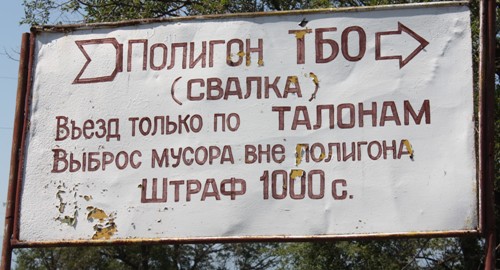 Полигон ТБО
(СВАЛКА)
Въезд только по ТАЛОНАМ
Выброс мусора вне полигона
Штраф 1000 с.